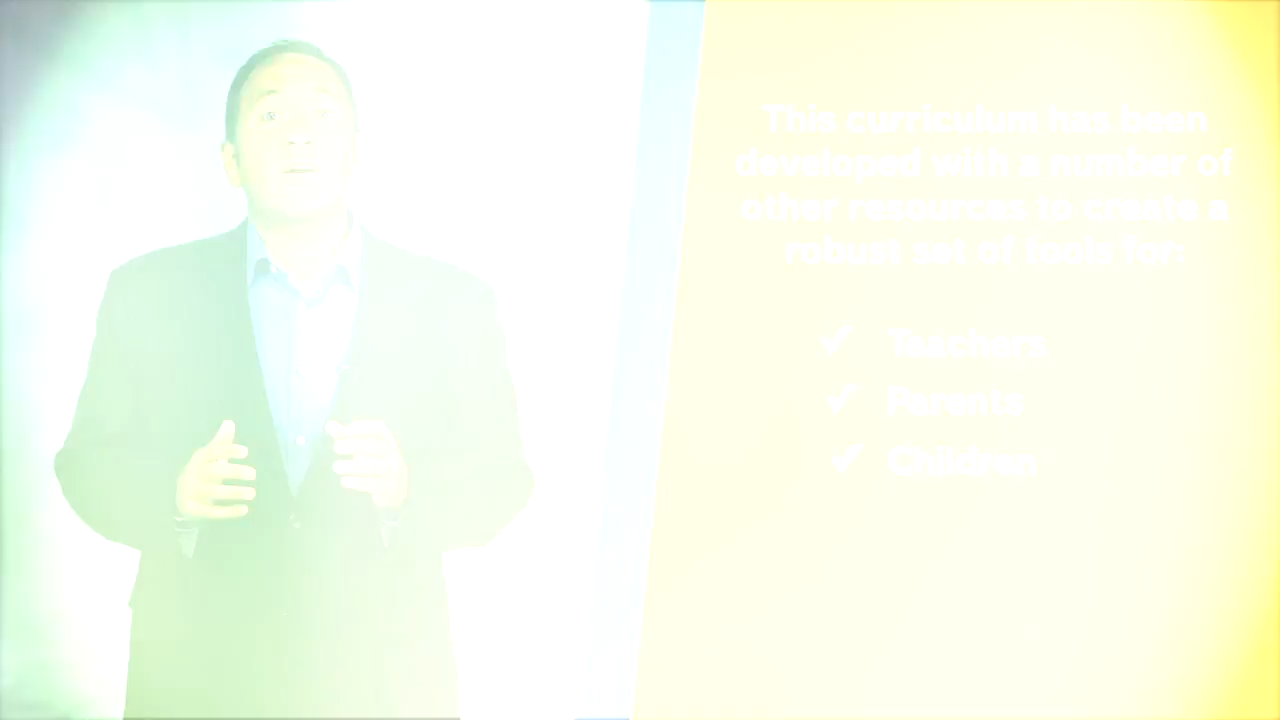 This curriculum has been
developed with a number of
other resources to create a
robust set of tools for:
✓ Teachers
✓ Parents
✓ Children